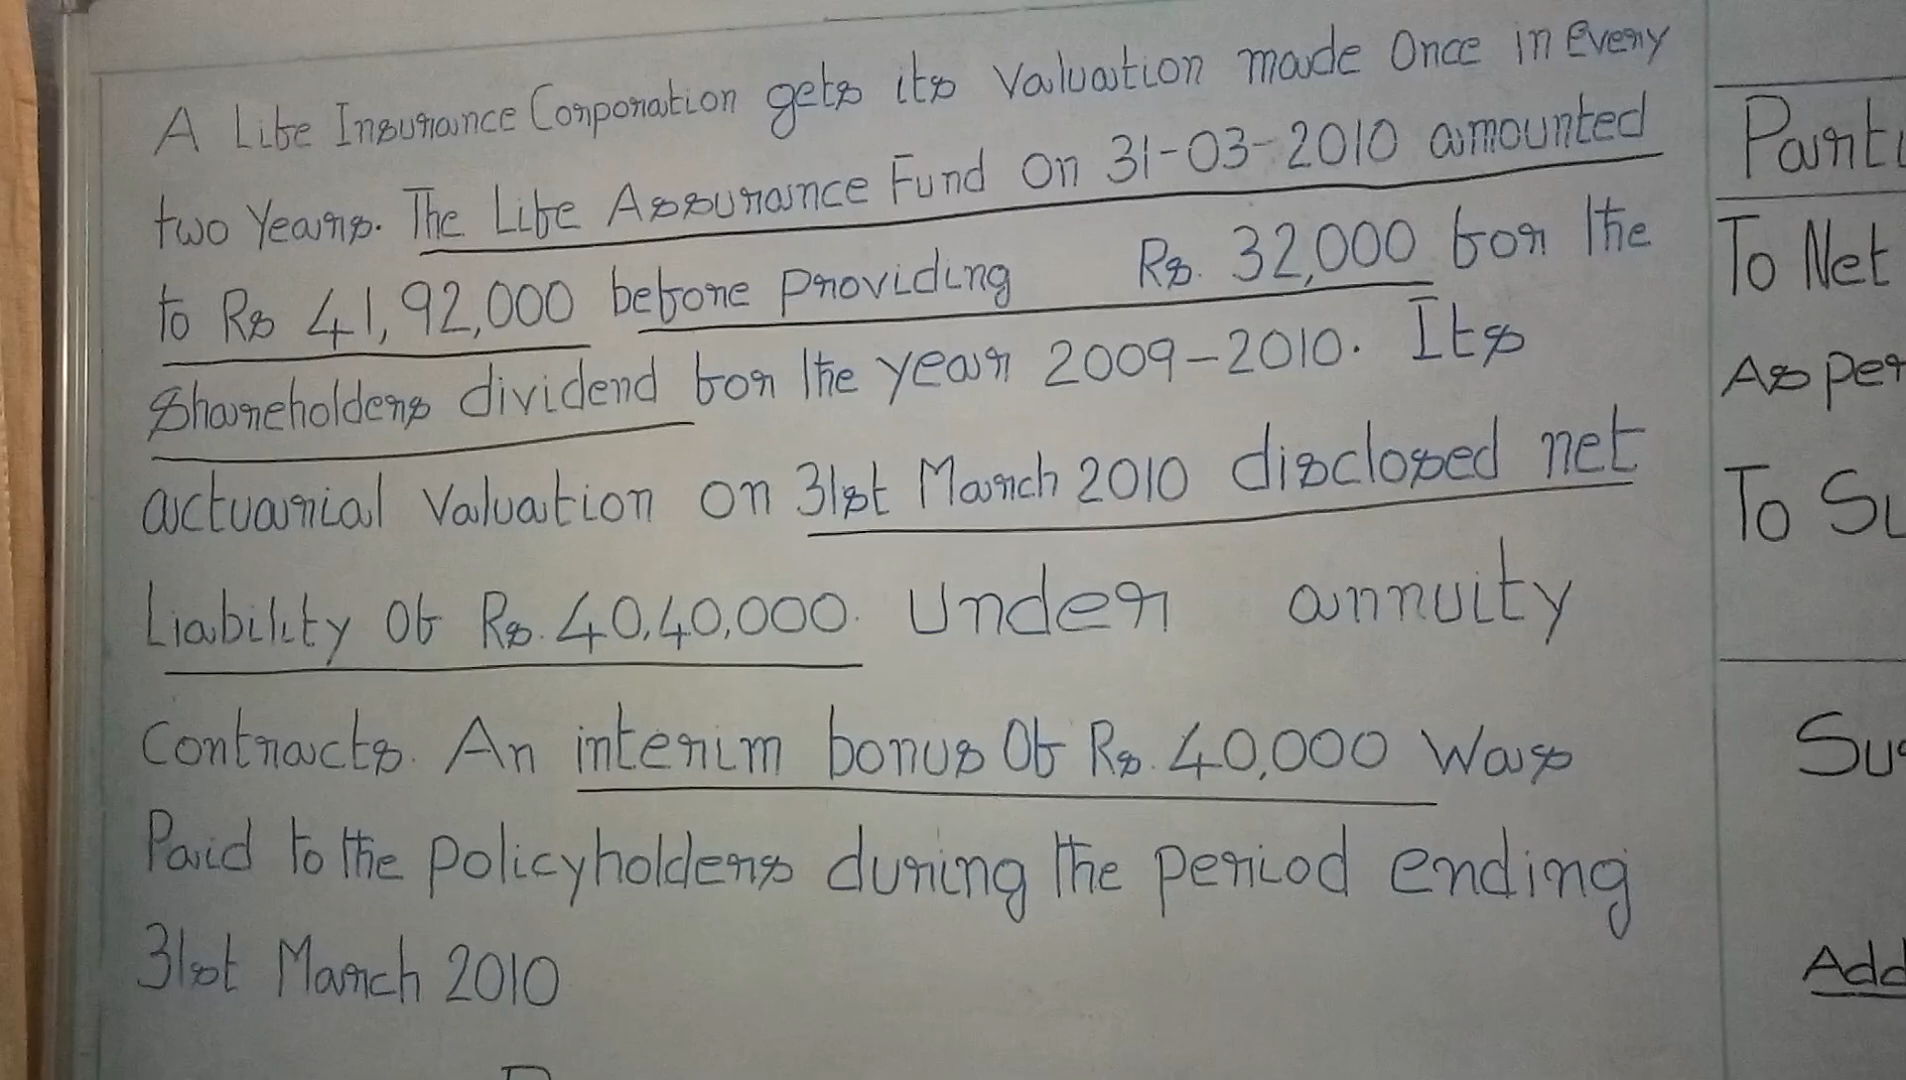 A Life Insurance Corporation gets its Valuation made Once in Every
two Years. The Life Assurance Fund On 31-03-2010 amounted
to Rs 41,92,000 before Providing Rs. 32,000 for the
Shareholders dividend for the year 2009-2010. Its
actuarial Valuation on 31st March 2010 disclosed net
Liability Of Rs. 40,40,000. Under annuity
Contracts. An interim bonus Of Rs. 40,000 Was
Paid to the policyholders during the period ending
31st March 2010
To Net
As per
To
Add